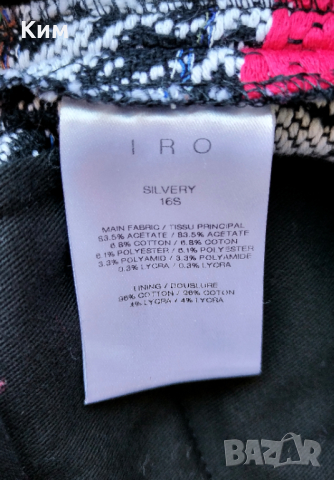 Ким
IRO
SILVERY
16S
MAIN FABRIC / TISSU PRINCIPAL
83.5% ACETATE / 83.5% ACETATE
6.8% COTTON / 6.8% COTON
6.1% POLYESTER / 6.1% POLYESTER
3.3% POLYAMID / 3.3% POLYAMIDE
0.3% LYCRA / 0.3% LYCRA
LINING / DOUBLURE
96% COTTON / 96% COTON
4% LYCRA / 4% LYCRA
BAZAR